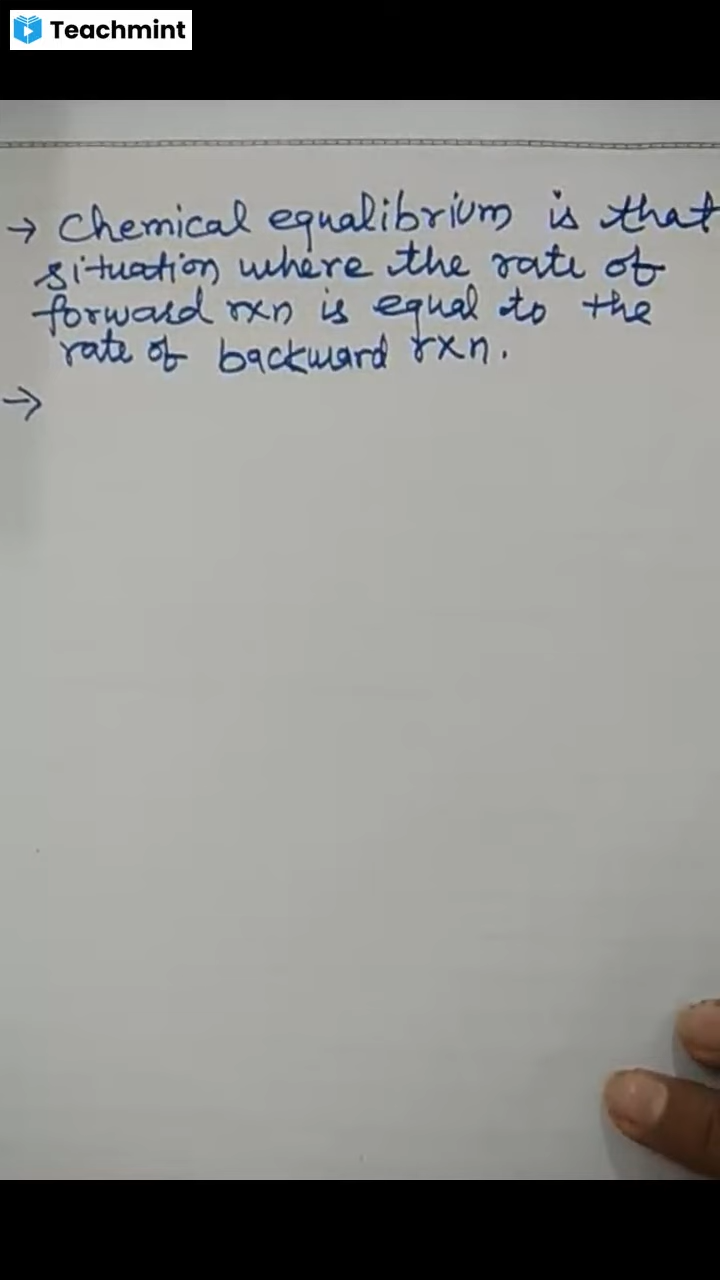 Teachmint
→ Chemical equalibrium is that
situation where the rate of
forward rxn is equal to the
rate of backward rxn.
→